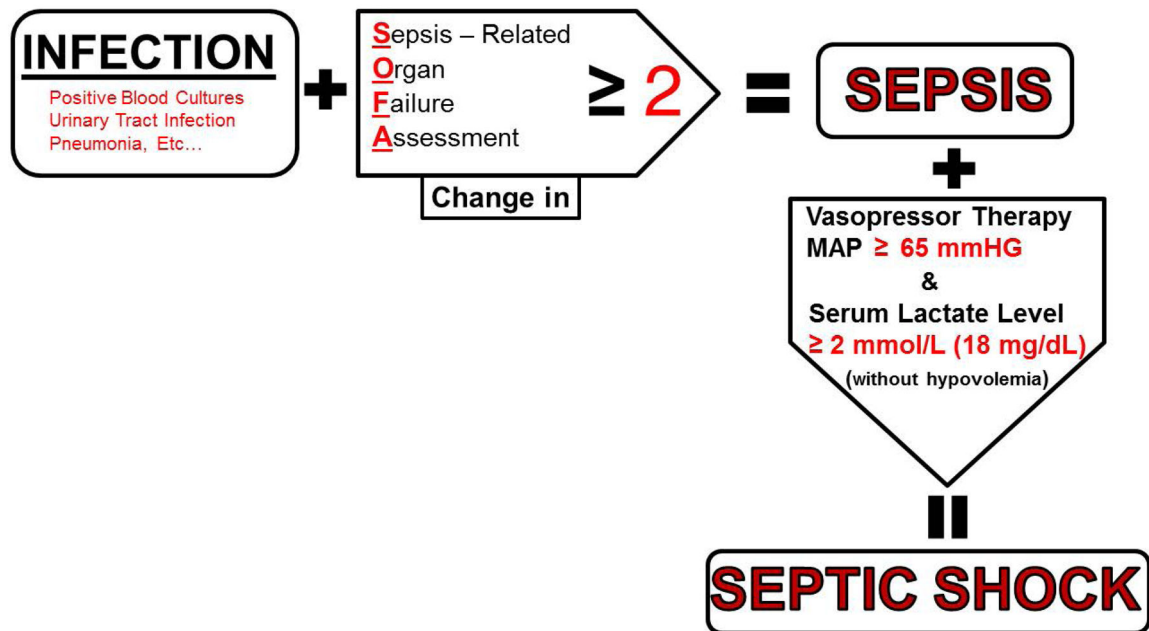 INFECTION
Positive Blood Cultures
Urinary Tract Infection
Pneumonia, Etc...
+
Sepsis – Related
Organ
Failure
Assessment
≥ 2
Change in
=
SEPSIS
+
Vasopressor Therapy
MAP ≥ 65 mmHG
&
Serum Lactate Level
≥ 2 mmol/L (18 mg/dL)
(without hypovolemia)
=
SEPTIC SHOCK